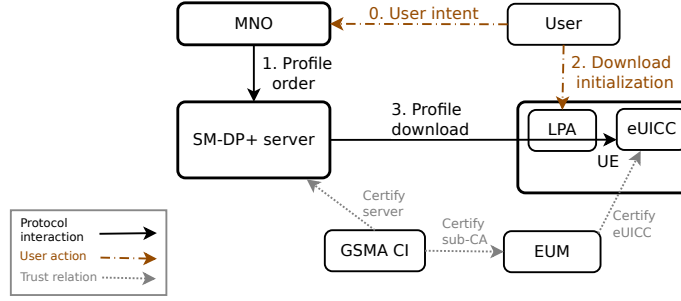 MNO
0. User intent
User
1. Profile
order
2. Download
initialization
SM-DP+ server
3. Profile
download
LPA
eUICC
UE
Certify
server
Certify
sub-CA
Certify
eUICC
GSMA CI
EUM
Protocol
interaction
User action
Trust relation